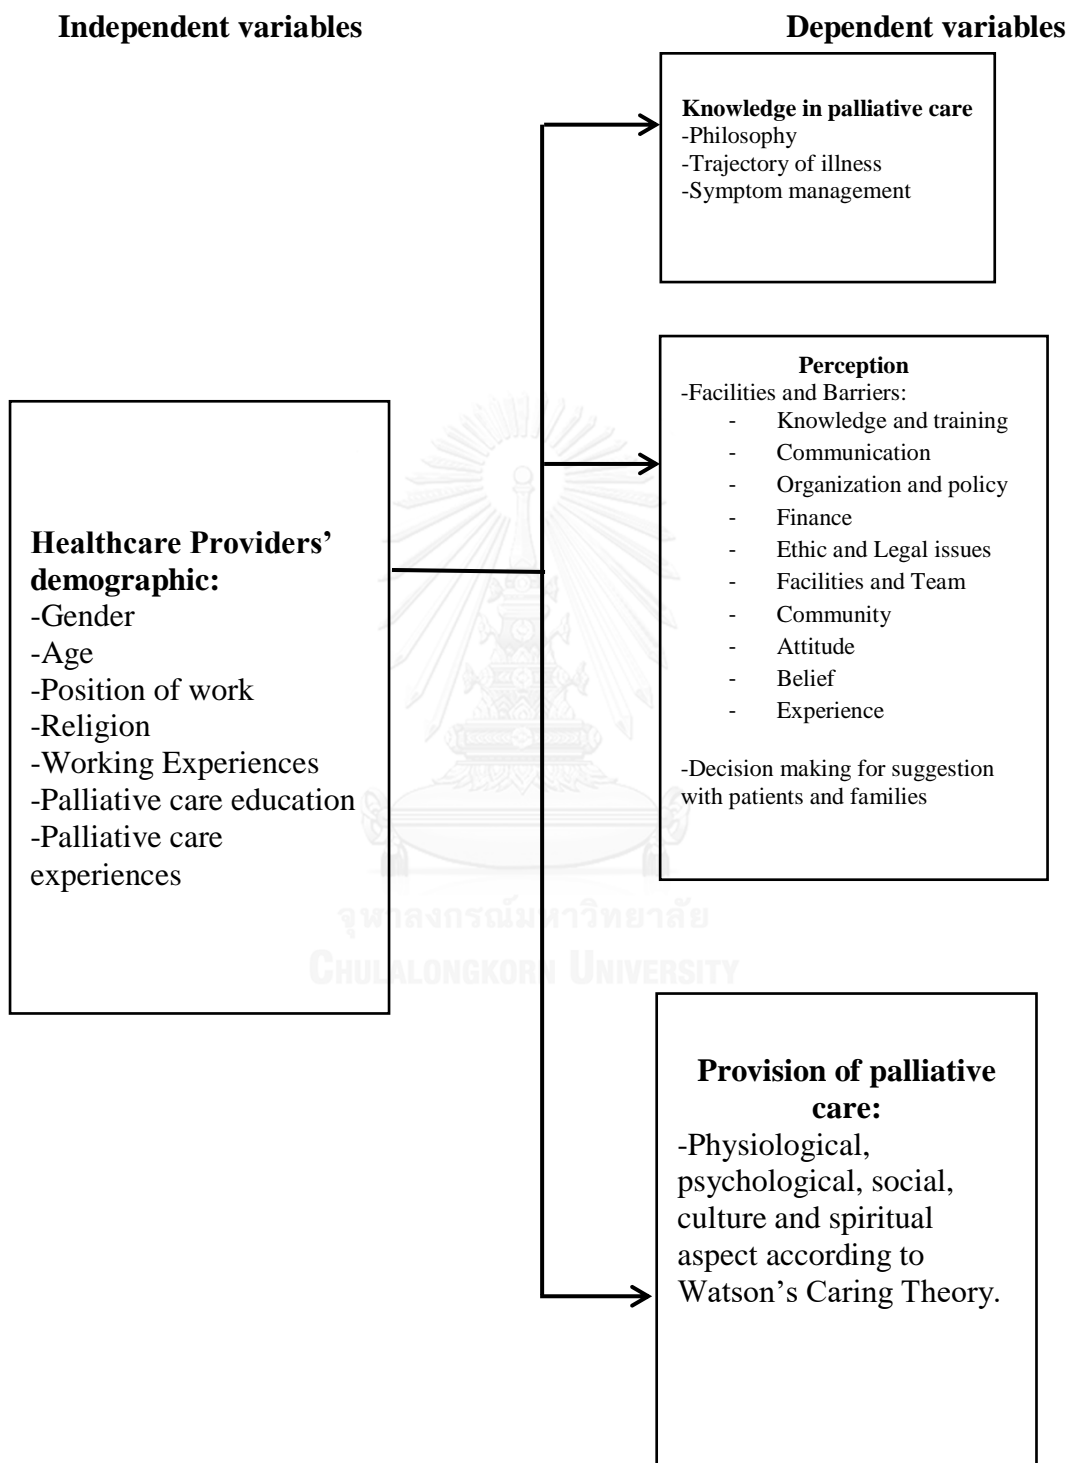 Independent variables
Dependent variables
Knowledge in palliative care
-Philosophy
-Trajectory of illness
-Symptom management
Perception
-Facilities and Barriers:
- Knowledge and training
- Communication
- Organization and policy
- Finance
- Ethic and Legal issues
- Facilities and Team
- Community
- Attitude
- Belief
- Experience
-Decision making for suggestion
with patients and families
Healthcare Providers’
demographic:
-Gender
-Age
-Position of work
-Religion
-Working Experiences
-Palliative care education
-Palliative care
experiences
จุฬาลงกรณ์มหาวิทยาลัย
CHULALONGKORN UNIVERSITY
Provision of palliative
care:
-Physiological,
psychological, social,
culture and spiritual
aspect according to
Watson’s Caring Theory.